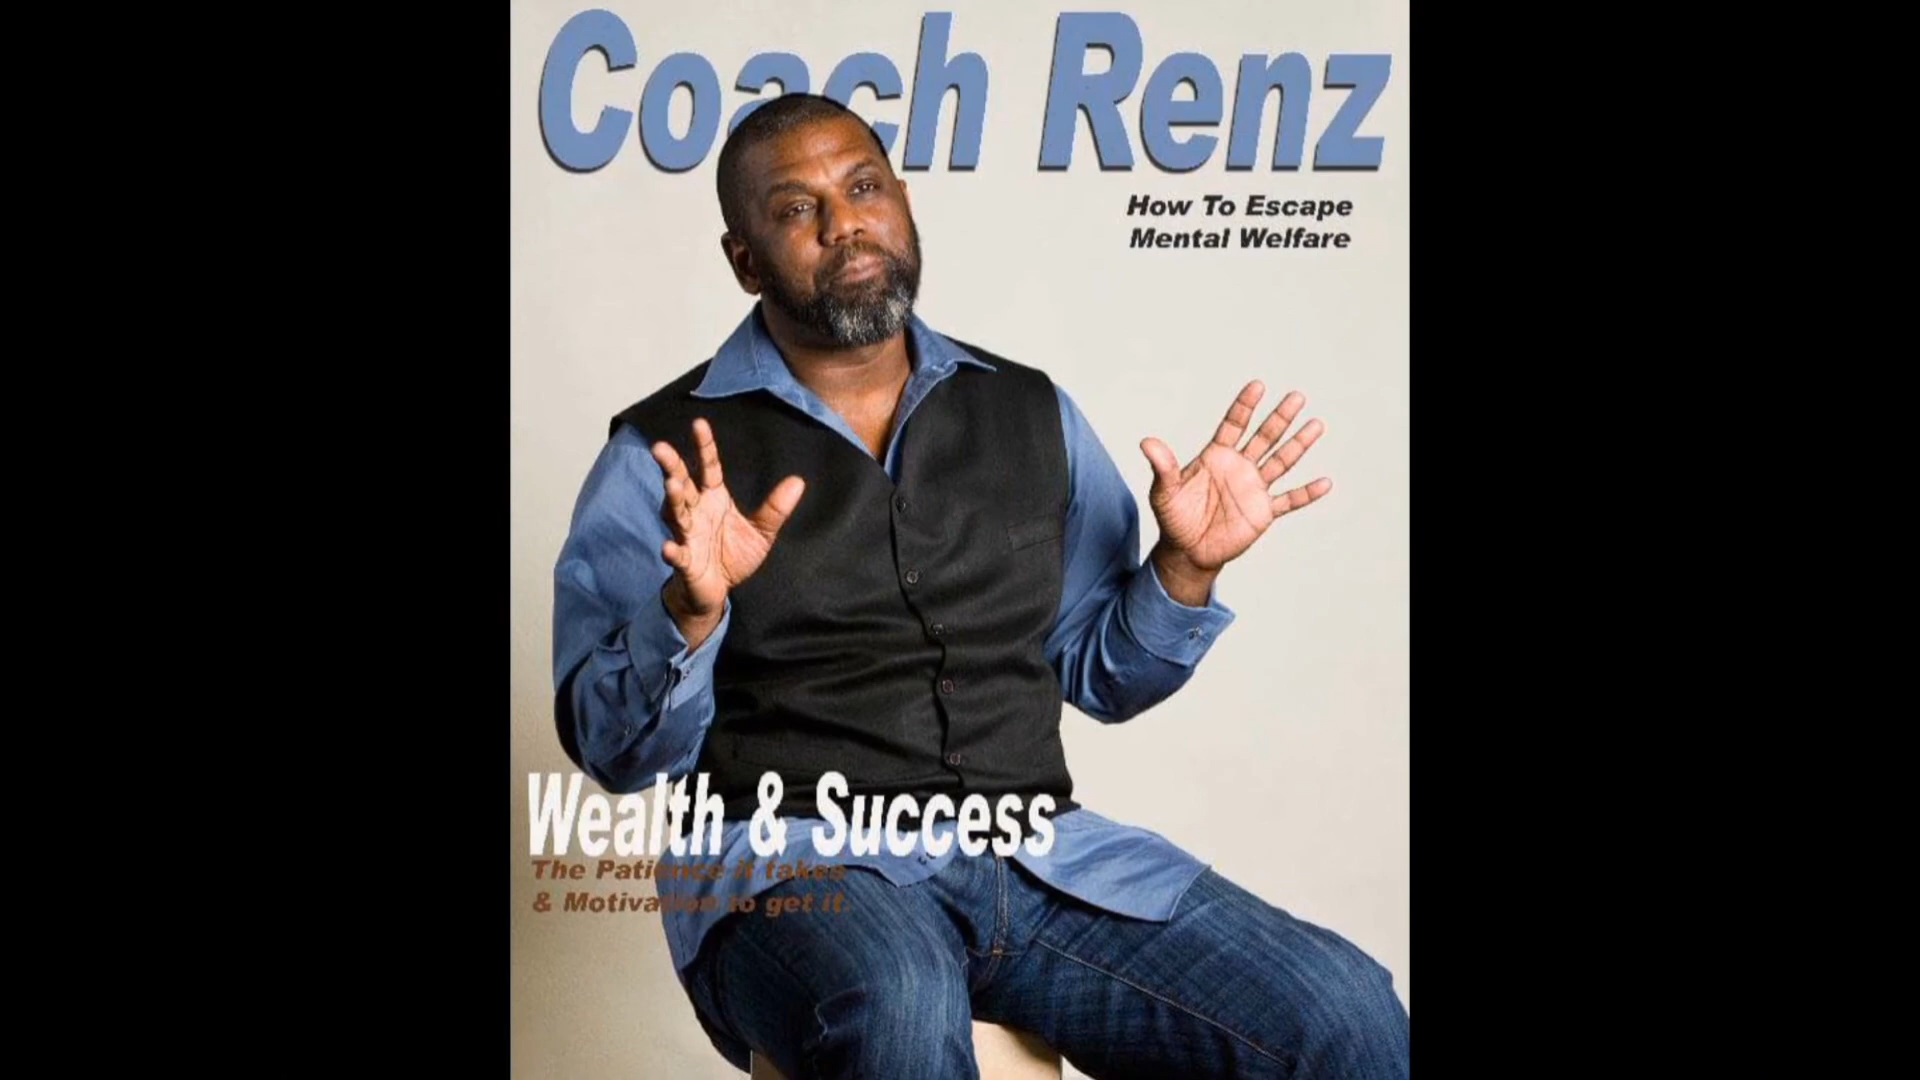 Coach Renz
How To Escape
Mental Welfare
Wealth & Success
The Patience it takes
& Motivation to get it.